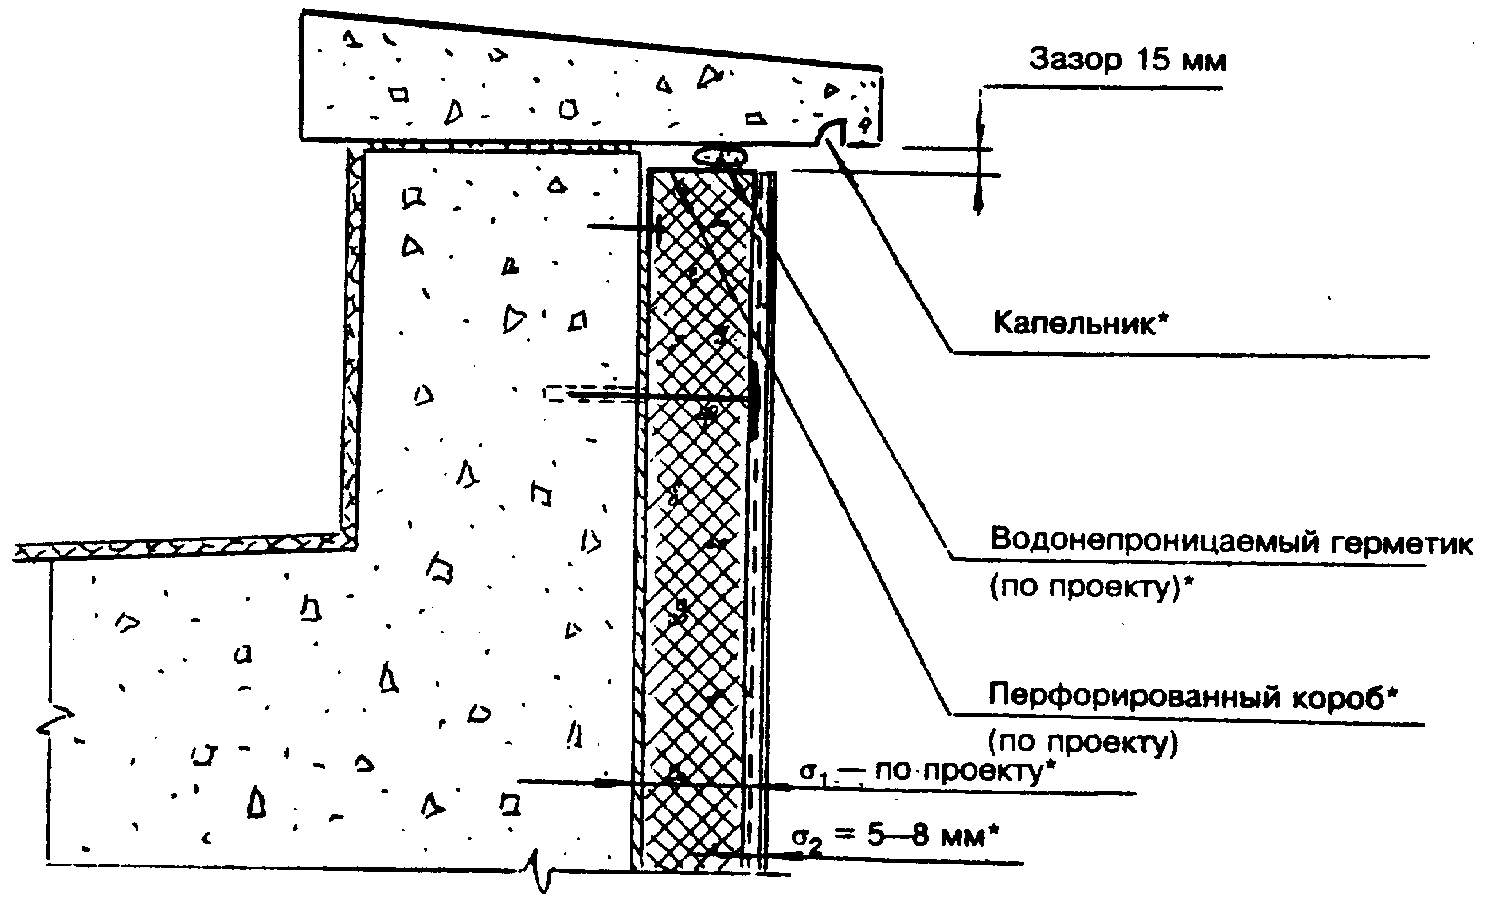 Зазор 15 мм
Капельник*
Водонепроницаемый герметик
(по проекту)*
Перфорированный короб*
(по проекту)
σ₁ — по проекту*
σ₂ = 5—8 мм*